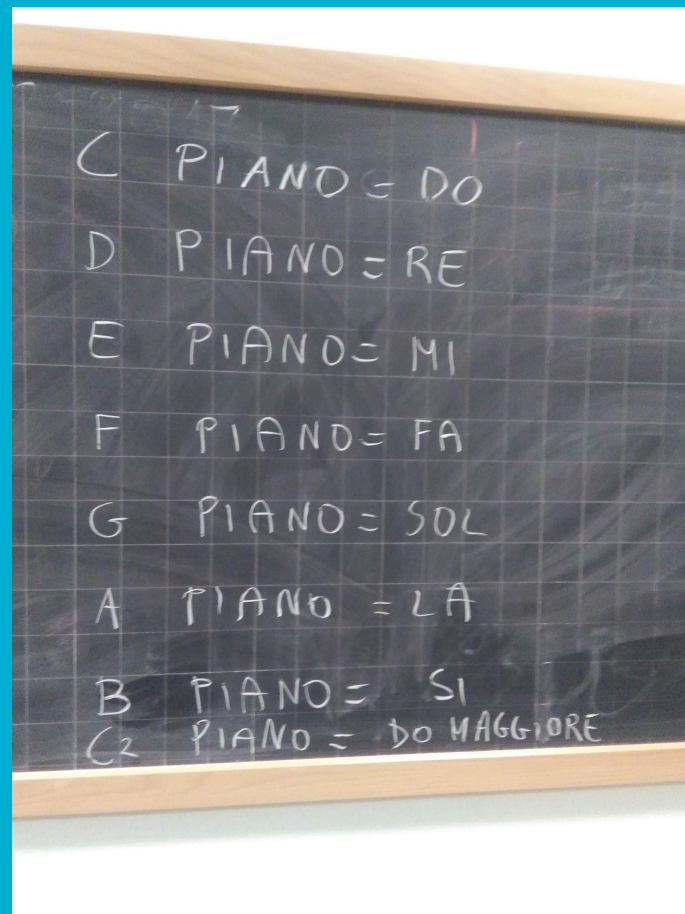 C PIANO = DO
D PIANO = RE
E PIANO = MI
F PIANO = FA
G PIANO = SOL
A PIANO = LA
B PIANO = SI
C2 PIANO = DO MAGGIORE